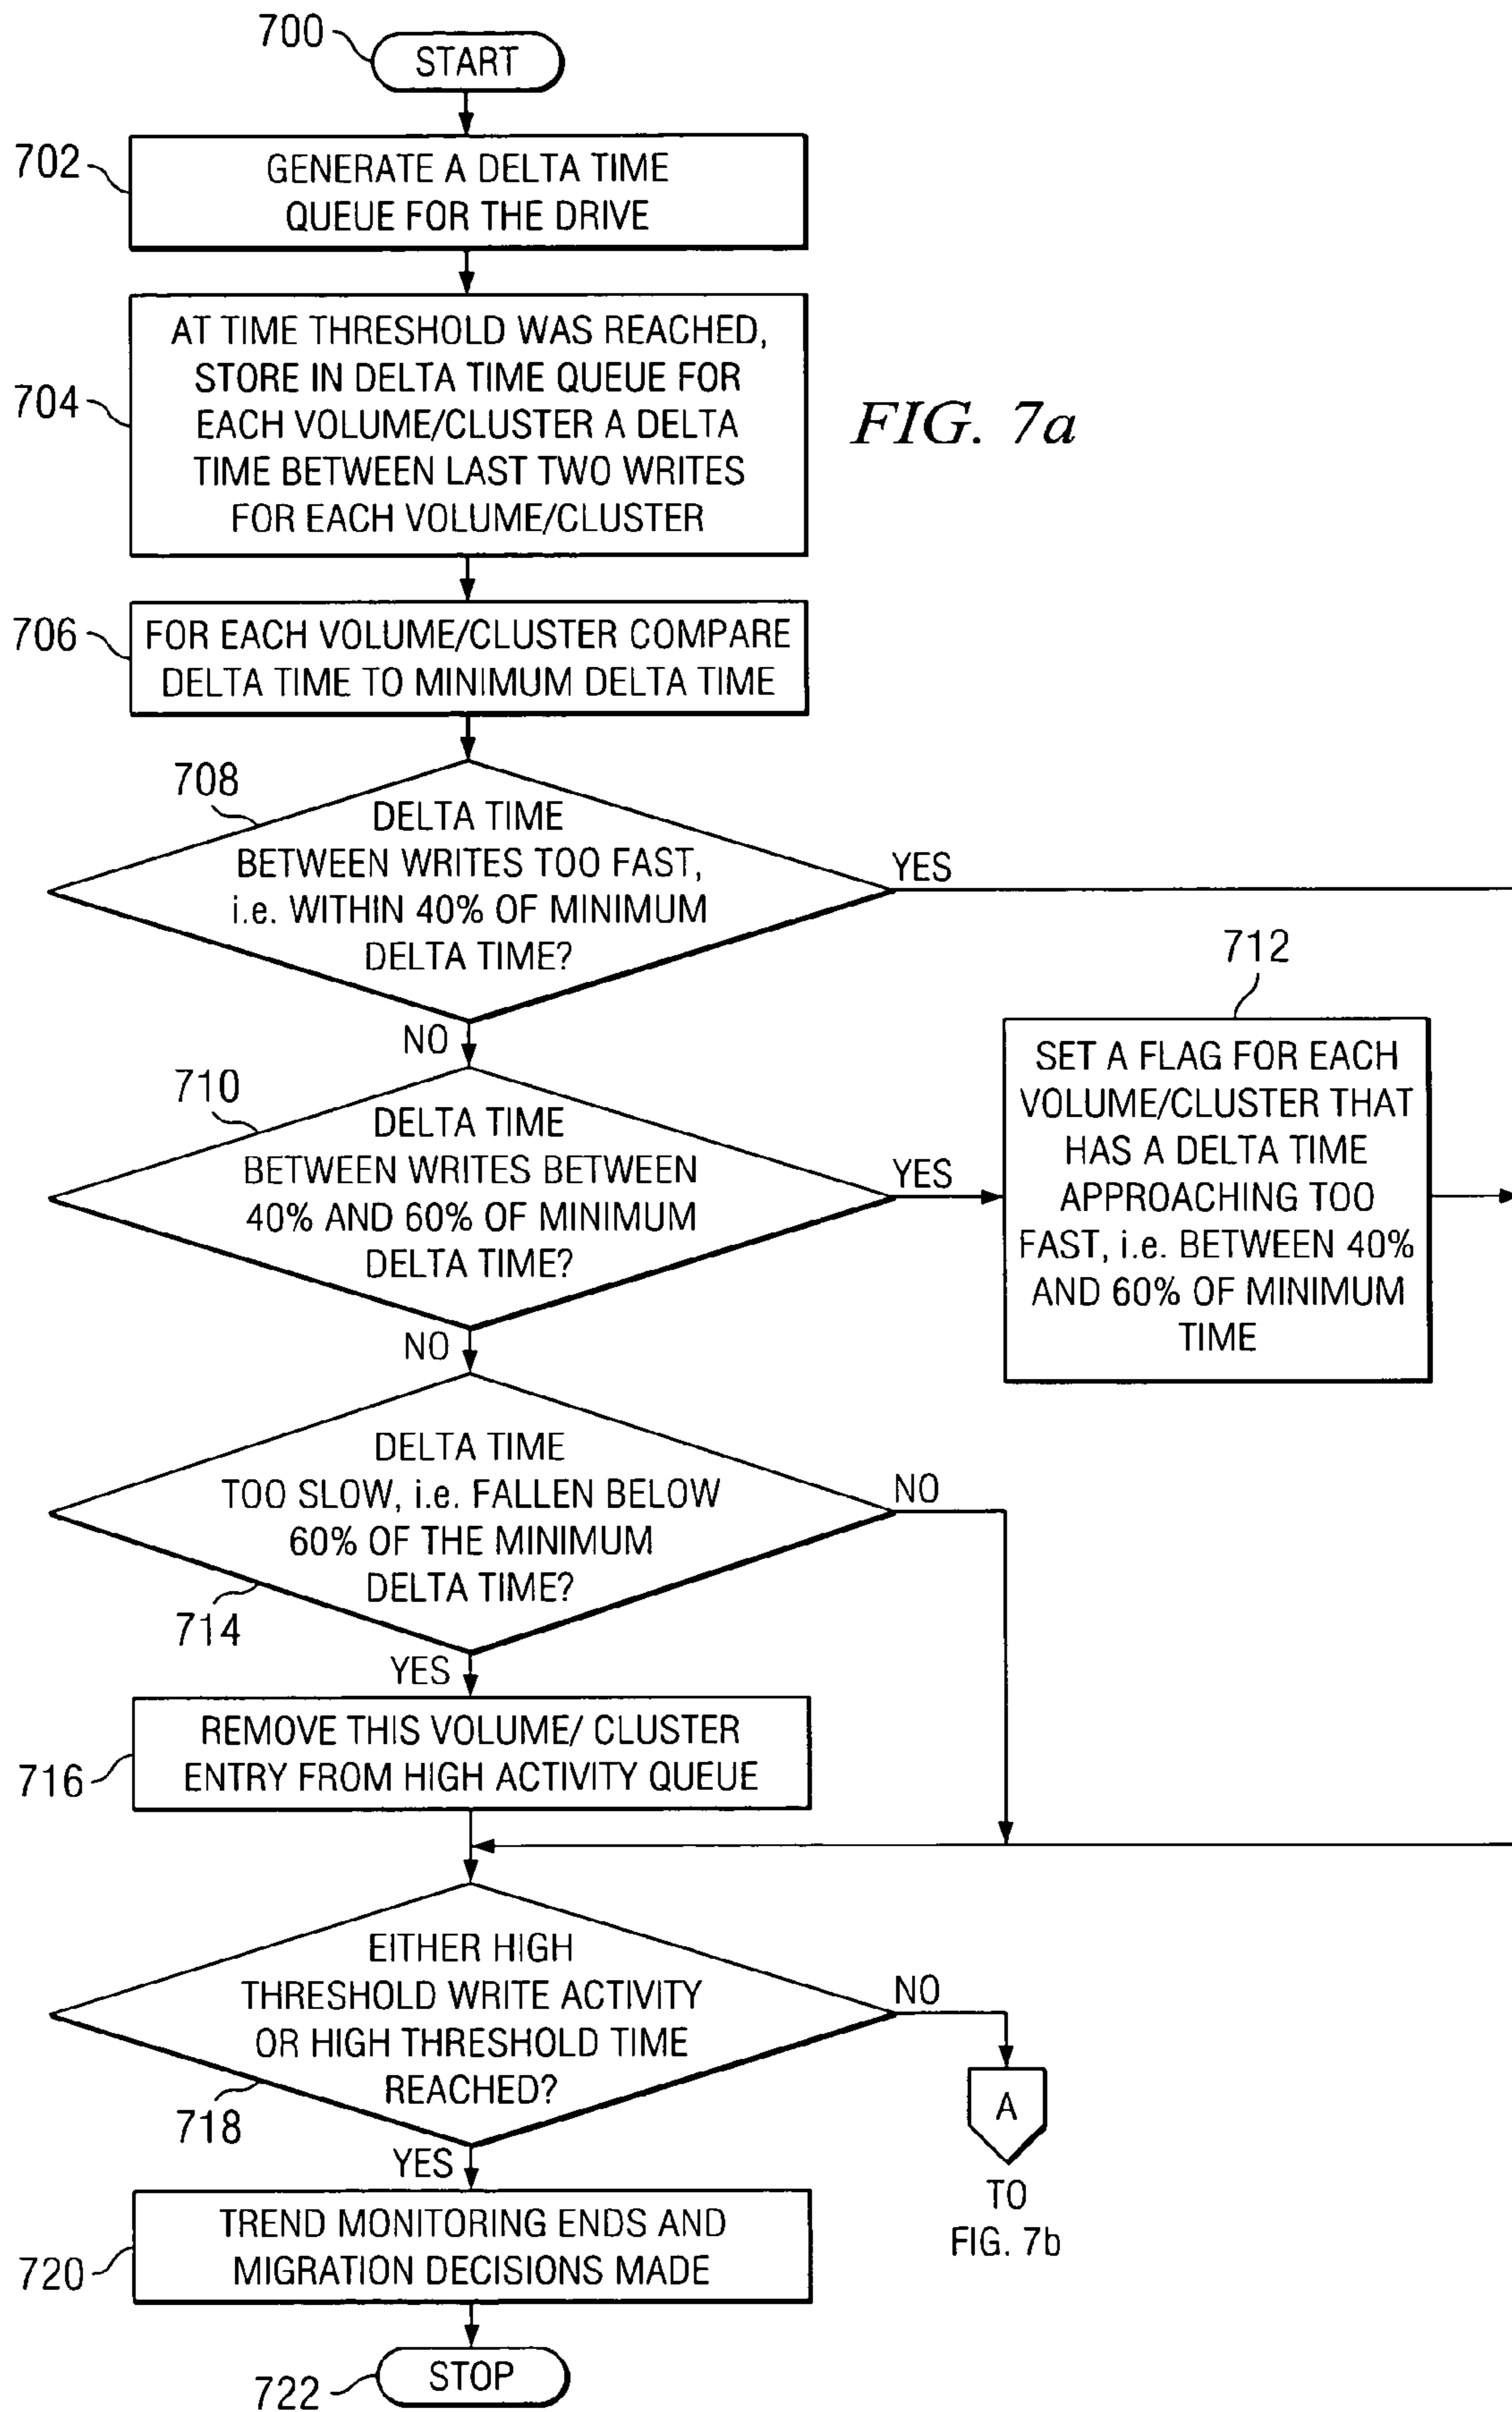 700
START
702
GENERATE A DELTA TIME
QUEUE FOR THE DRIVE
704
AT TIME THRESHOLD WAS REACHED,
STORE IN DELTA TIME QUEUE FOR
EACH VOLUME/CLUSTER A DELTA
TIME BETWEEN LAST TWO WRITES
FOR EACH VOLUME/CLUSTER
FIG. 7a
706
FOR EACH VOLUME/CLUSTER COMPARE
DELTA TIME TO MINIMUM DELTA TIME
708
DELTA TIME
BETWEEN WRITES TOO FAST,
i.e. WITHIN 40% OF MINIMUM
DELTA TIME?
YES
NO
710
DELTA TIME
BETWEEN WRITES BETWEEN
40% AND 60% OF MINIMUM
DELTA TIME?
YES
712
SET A FLAG FOR EACH
VOLUME/CLUSTER THAT
HAS A DELTA TIME
APPROACHING TOO
FAST, i.e. BETWEEN 40%
AND 60% OF MINIMUM
TIME
NO
DELTA TIME
TOO SLOW, i.e. FALLEN BELOW
60% OF THE MINIMUM
DELTA TIME?
714
NO
YES
716
REMOVE THIS VOLUME/ CLUSTER
ENTRY FROM HIGH ACTIVITY QUEUE
EITHER HIGH
THRESHOLD WRITE ACTIVITY
OR HIGH THRESHOLD TIME
REACHED?
718
NO
A
TO
FIG. 7b
YES
720
TREND MONITORING ENDS AND
MIGRATION DECISIONS MADE
722
STOP